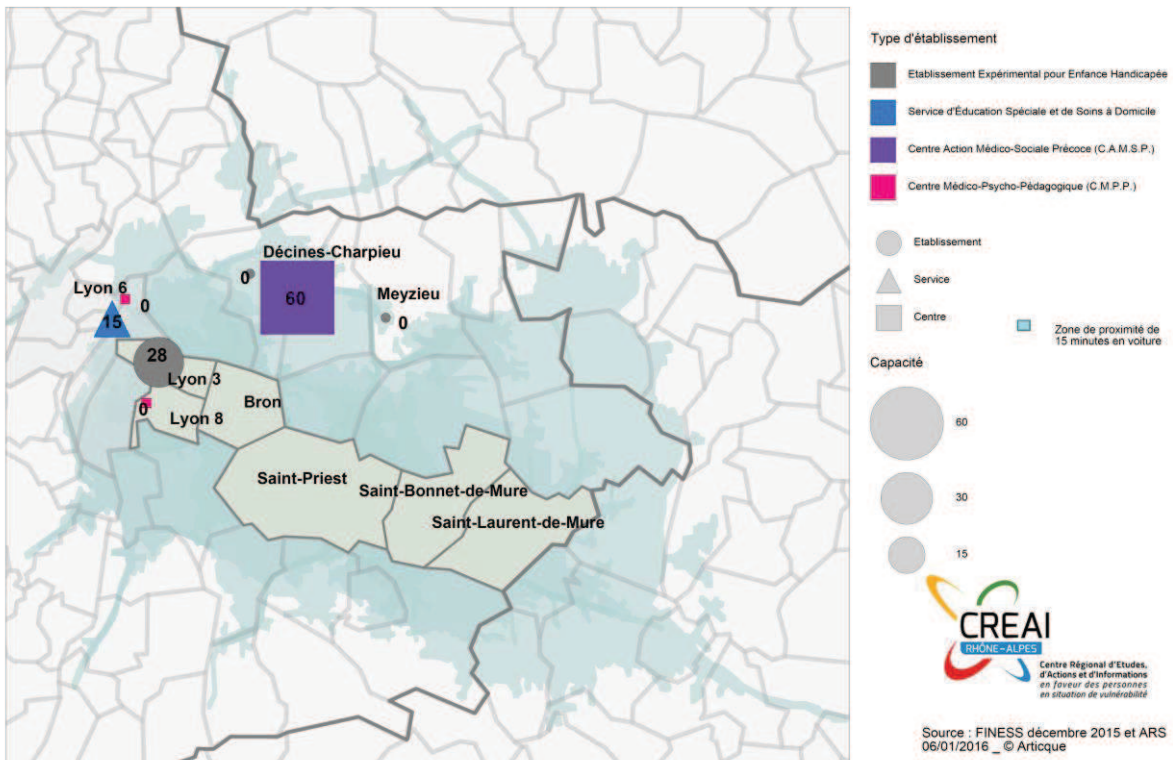 Décines-Charpieu
0
60
Lyon 6
0
15
Meyzieu
0
28
Lyon 3
0
Lyon 8
Bron
Saint-Priest
Saint-Bonnet-de-Mure
Saint-Laurent-de-Mure
Type d'établissement
Etablissement Expérimental pour Enfance Handicapée
Service d'Éducation Spéciale et de Soins à Domicile
Centre Action Médico-Sociale Précoce (C.A.M.S.P.)
Centre Médico-Psycho-Pédagogique (C.M.P.P.)
Etablissement
Service
Centre
Zone de proximité de
15 minutes en voiture
Capacité
60
30
15
CREAI
RHÔNE-ALPES
Centre Régional d'Etudes,
d'Actions et d'Informations
en faveur des personnes
en situation de vulnérabilité
Source : FINESS décembre 2015 et ARS
06/01/2016 _ © Articque